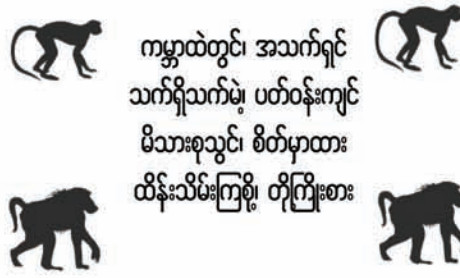 ကမ္ဘာထဲတွင်၊ အသက်ရှင်
သက်ရှိသက်မဲ့၊ ပတ်ဝန်းကျင်
မိသားစုသွင်၊ စိတ်မှာထား
ထိန်းသိမ်းကြစို့၊ တို့ကြိုးစား